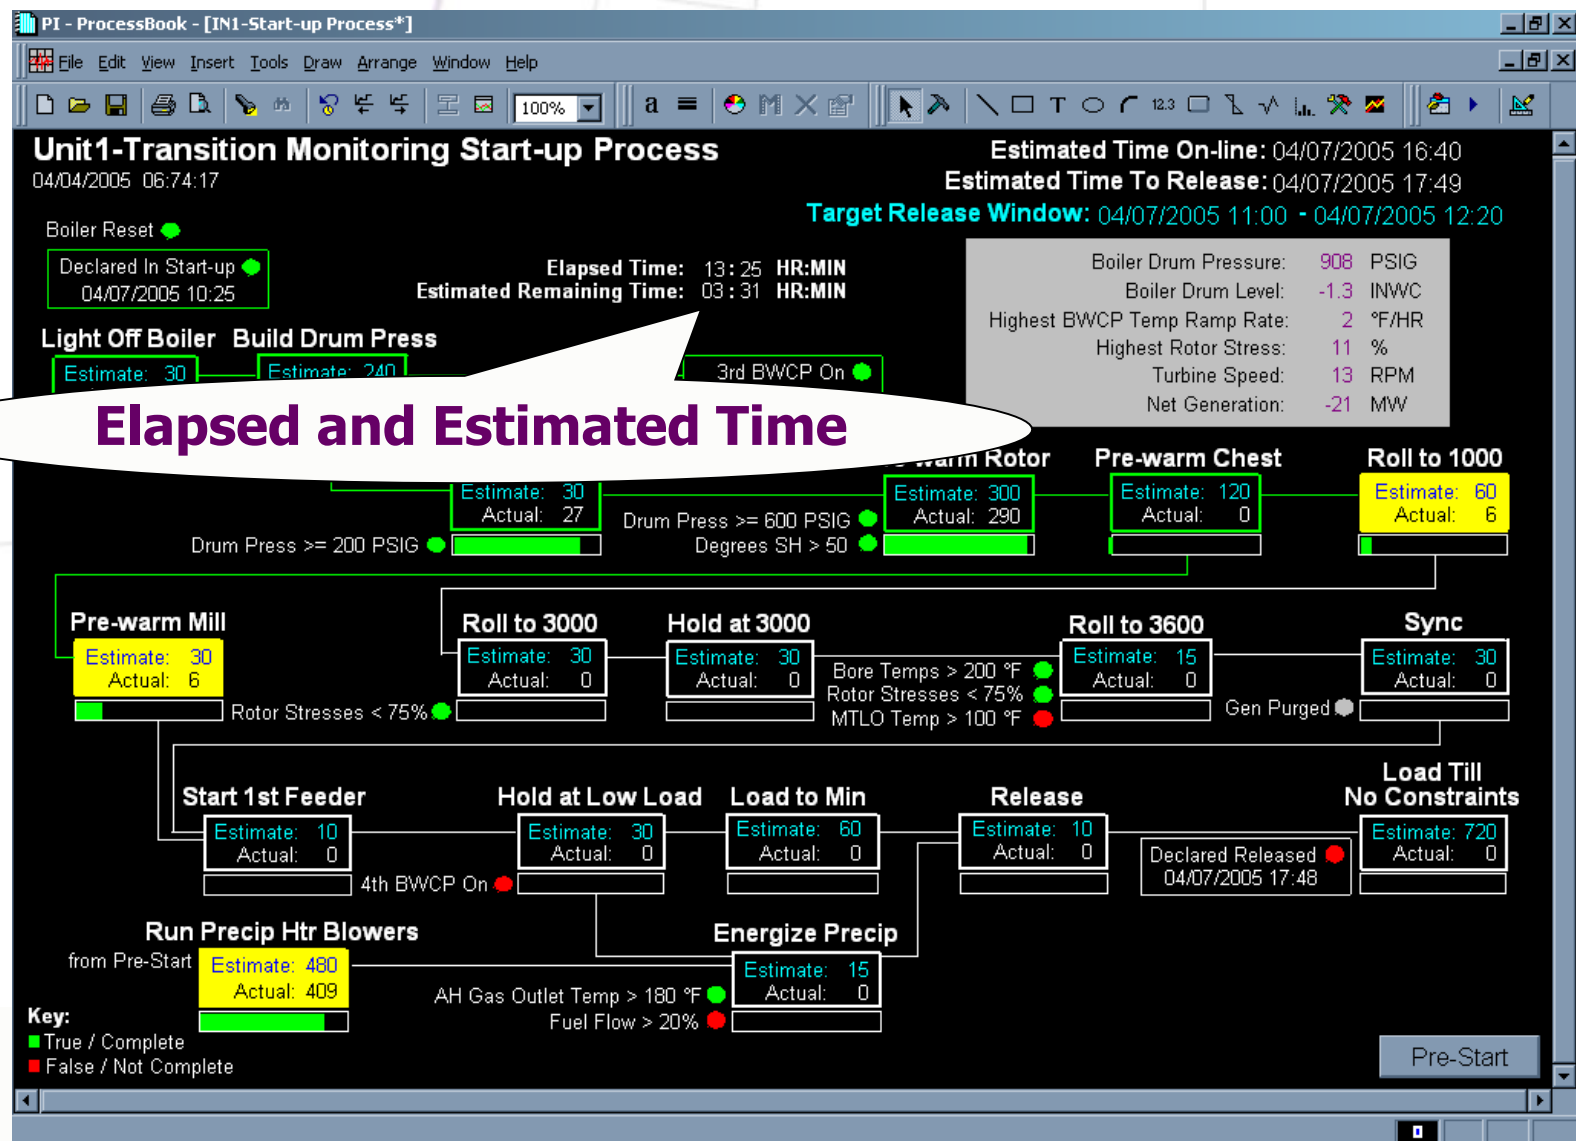 PI - ProcessBook - [IN1-Start-up Process*]
File Edit View Insert Tools Draw Arrange Window Help
100%
a
T
12.3
Unit1-Transition Monitoring Start-up Process
04/04/2005 06:74:17
Estimated Time On-line: 04/07/2005 16:40
Estimated Time To Release: 04/07/2005 17:49
Target Release Window: 04/07/2005 11:00 - 04/07/2005 12:20
Boiler Reset
Declared In Start-up
04/07/2005 10:25
Elapsed Time: 13:25 HR:MIN
Estimated Remaining Time: 03:31 HR:MIN
Boiler Drum Pressure: 908 PSIG
Boiler Drum Level: -1.3 INWC
Highest BWCP Temp Ramp Rate: 2 °F/HR
Highest Rotor Stress: 11 %
Turbine Speed: 13 RPM
Net Generation: -21 MW
Light Off Boiler Build Drum Press
Estimate: 30 Estimate: 240
3rd BWCP On
Elapsed and Estimated Time
warm Rotor Pre-warm Chest Roll to 1000
Estimate: 30 Estimate: 300 Estimate: 120 Estimate: 60
Actual: 27 Actual: 290 Actual: 0 Actual: 6
Drum Press >= 600 PSIG
Drum Press >= 200 PSIG Degrees SH > 50
Pre-warm Mill Roll to 3000 Hold at 3000 Roll to 3600 Sync
Estimate: 30 Estimate: 30 Estimate: 30 Estimate: 15 Estimate: 30
Actual: 6 Actual: 0 Actual: 0 Actual: 0 Actual: 0
Bore Temps > 200 °F
Rotor Stresses < 75%
MTLO Temp > 100 °F
Rotor Stresses < 75%
Gen Purged
Start 1st Feeder Hold at Low Load Load to Min Release Load Till
No Constraints
Estimate: 10 Estimate: 30 Estimate: 60 Estimate: 10 Estimate: 720
Actual: 0 Actual: 0 Actual: 0 Actual: 0 Actual: 0
4th BWCP On
Declared Released
04/07/2005 17:48
Run Precip Htr Blowers Energize Precip
from Pre-Start
Estimate: 480 Estimate: 15
Actual: 409 Actual: 0
AH Gas Outlet Temp > 180 °F
Fuel Flow > 20%
Key:
True / Complete
False / Not Complete
Pre-Start